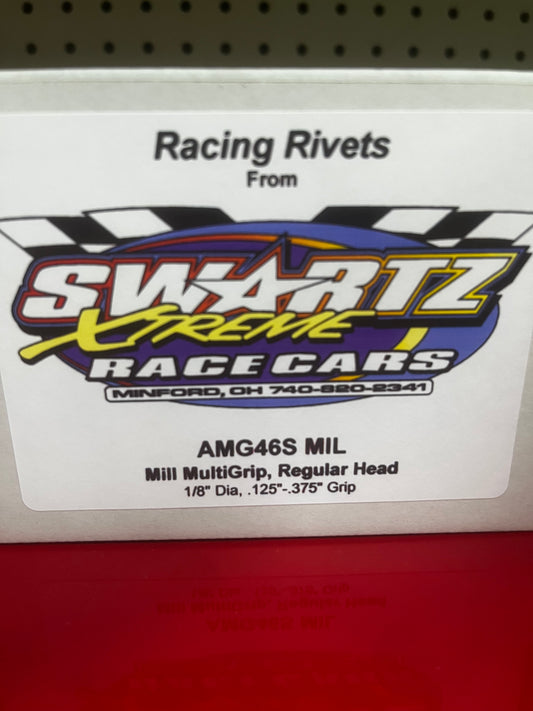 Racing Rivets
From
SWARTZ
XTREME
RACE CARS
MINFORD, OH 740-820-2341
AMG46S MIL
Mill MultiGrip, Regular Head
1/8" Dia, .125"-.375" Grip